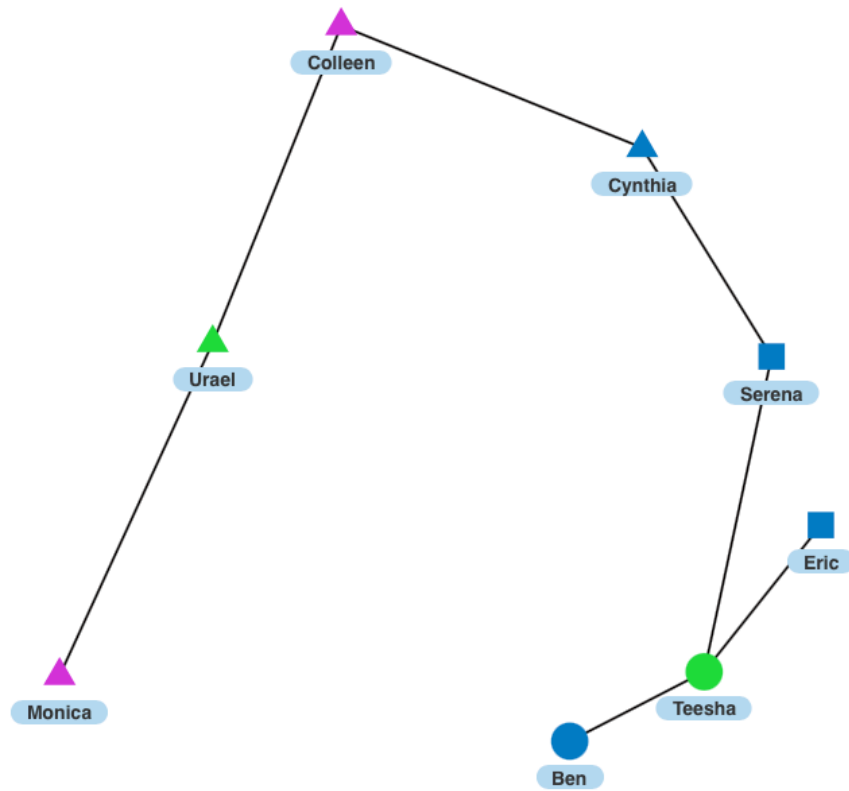 Colleen
Cynthia
Urael
Serena
Eric
Monica
Teesha
Ben